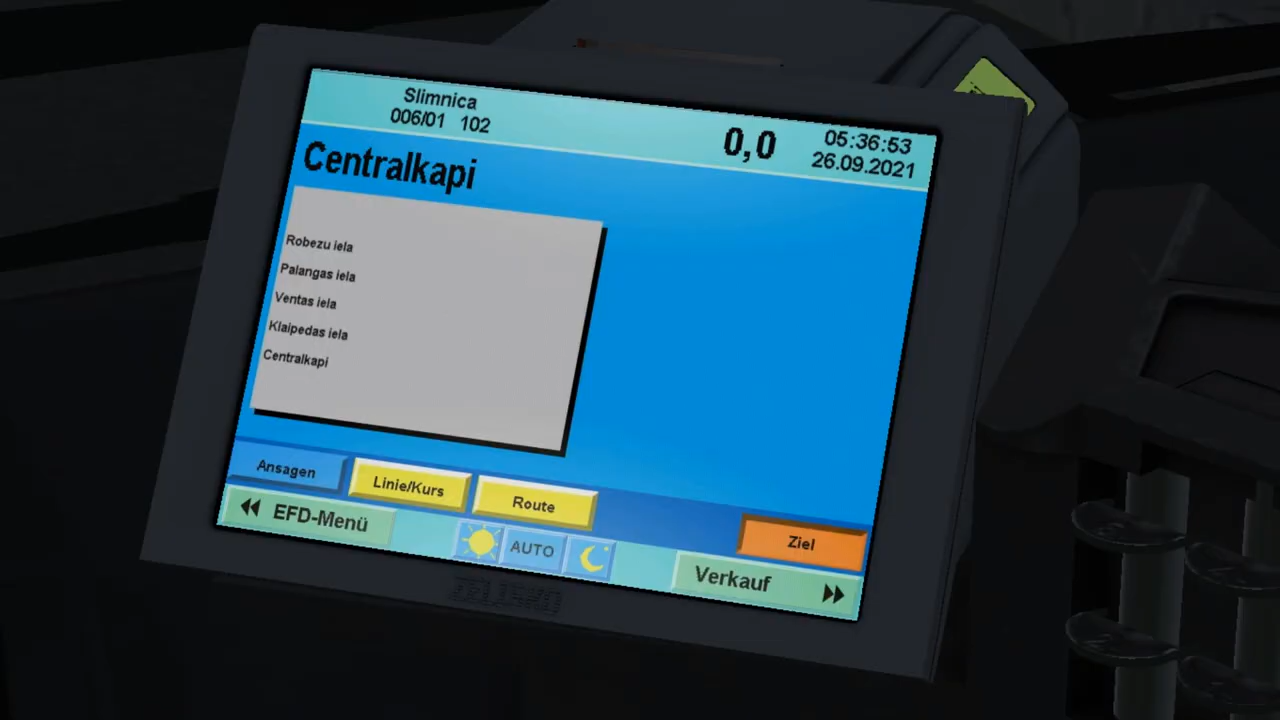 Slimnica
006/01 102
0,0
05:36:53
26.09.2021
Centralkapi
Robezu iela
Palangas iela
Ventas iela
Klaipedas iela
Centralkapi
Ansagen
Linie/Kurs
Route
Ziel
EFD-Menü
AUTO
Verkauf